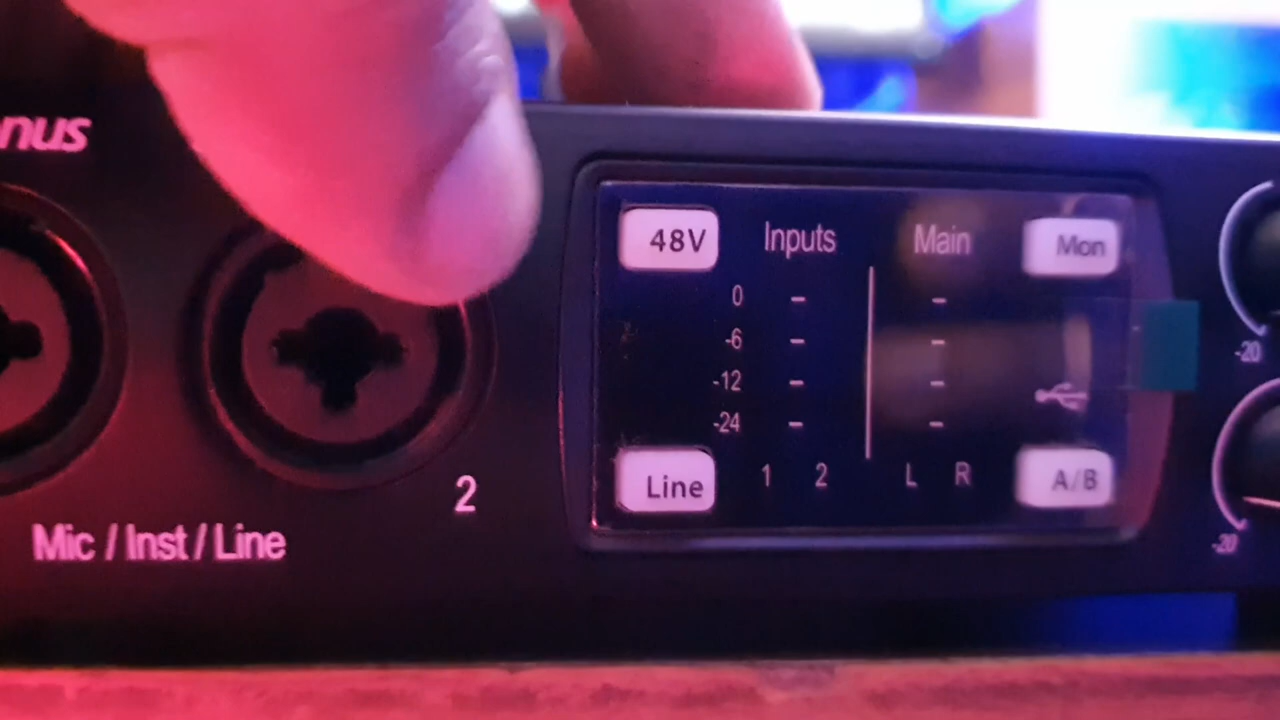 nus
48V Inputs Main Mon
0
-6
-12
-24
Line 1 2 L R A/B
2
Mic / Inst / Line
-20
-20